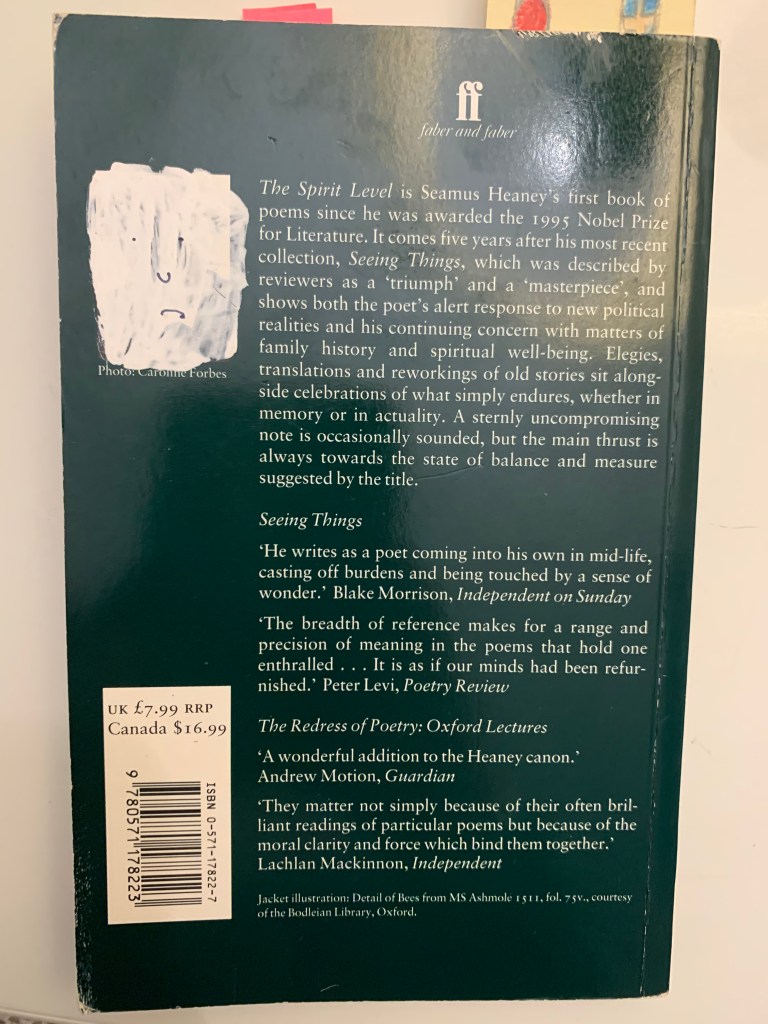 ff
faber and faber
The Spirit Level is Seamus Heaney's first book of
poems since he was awarded the 1995 Nobel Prize
for Literature. It comes five years after his most recent
collection, Seeing Things, which was described by
reviewers as a 'triumph' and a 'masterpiece', and
shows both the poet's alert response to new political
realities and his continuing concern with matters of
family history and spiritual well-being. Elegies,
translations and reworkings of old stories sit along-
side celebrations of what simply endures, whether in
memory or in actuality. A sternly uncompromising
note is occasionally sounded, but the main thrust is
always towards the state of balance and measure
suggested by the title.
Photo: Caroline Forbes
Seeing Things
'He writes as a poet coming into his own in mid-life,
casting off burdens and being touched by a sense of
wonder.' Blake Morrison, Independent on Sunday
'The breadth of reference makes for a range and
precision of meaning in the poems that hold one
enthralled . . . It is as if our minds had been refur-
nished.' Peter Levi, Poetry Review
The Redress of Poetry: Oxford Lectures
'A wonderful addition to the Heaney canon.'
Andrew Motion, Guardian
'They matter not simply because of their often bril-
liant readings of particular poems but because of the
moral clarity and force which bind them together.'
Lachlan Mackinnon, Independent
Jacket illustration: Detail of Bees from MS Ashmole 1511, fol. 75v., courtesy
of the Bodleian Library, Oxford.
UK £7.99 RRP
Canada $16.99
ISBN 0-571-17822-7
9 780571 178223